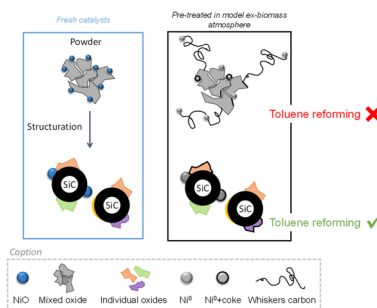 Fresh catalysts
Pre-treated in model ex-biomass
atmosphere
Powder
Toluene reforming
Structuration
SiC
SiC
SiC
SiC
Toluene reforming
Caption
NiO
Mixed oxide
Individual oxides
Ni⁰
Ni⁰+coke
Whiskers carbon